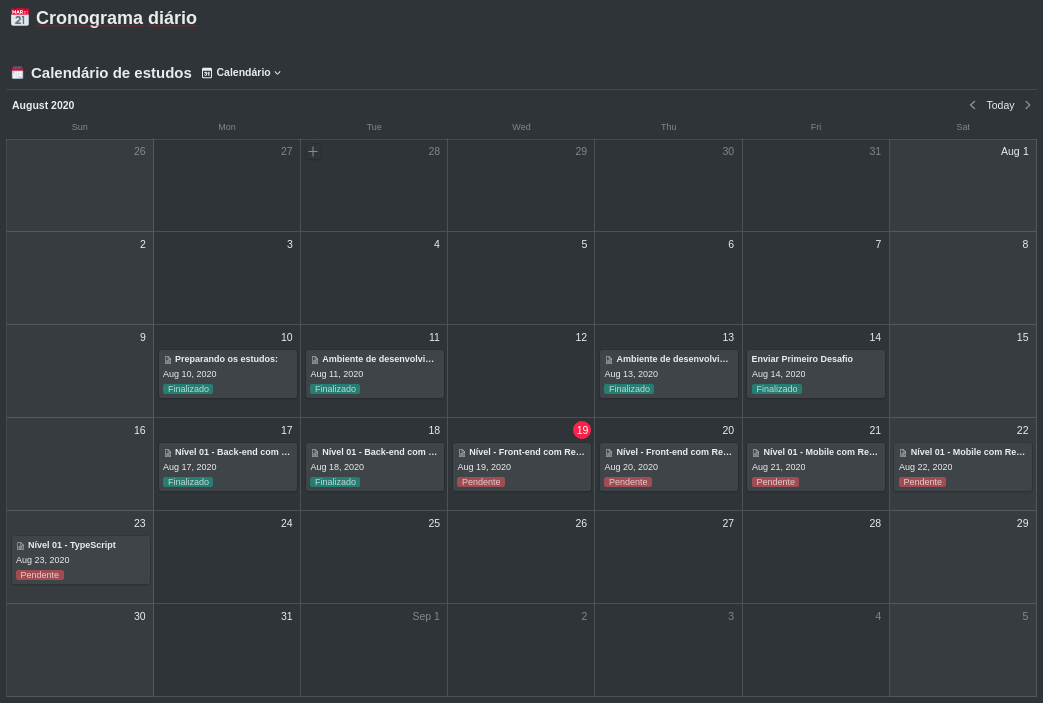 Cronograma diário
Calendário de estudos Calendário
August 2020 Today
Sun Mon Tue Wed Thu Fri Sat
26 27 28 29 30 31 Aug 1
2 3 4 5 6 7 8
9 10 11 12 13 14 15
Preparando os estudos: Ambiente de desenvolvi... Ambiente de desenvolvi... Enviar Primeiro Desafio
Aug 10, 2020 Aug 11, 2020 Aug 13, 2020 Aug 14, 2020
Finalizado Finalizado Finalizado Finalizado
16 17 18 19 20 21 22
Nível 01 - Back-end com ... Nível 01 - Back-end com ... Nível - Front-end com Re... Nível - Front-end com Re... Nível 01 - Mobile com Re... Nível 01 - Mobile com Re...
Aug 17, 2020 Aug 18, 2020 Aug 19, 2020 Aug 20, 2020 Aug 21, 2020 Aug 22, 2020
Finalizado Finalizado Pendente Pendente Pendente Pendente
23 24 25 26 27 28 29
Nível 01 - TypeScript
Aug 23, 2020
Pendente
30 31 Sep 1 2 3 4 5